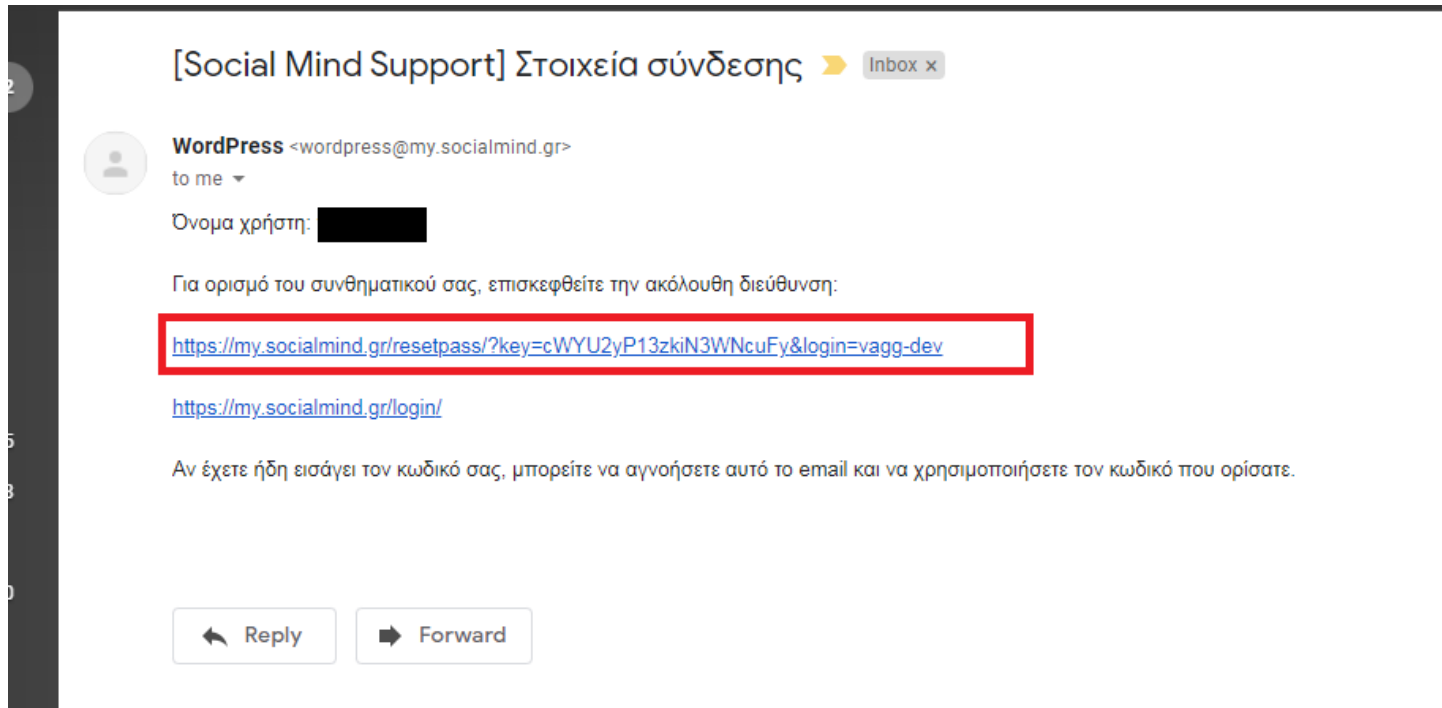 [Social Mind Support] Στοιχεία σύνδεσης Inbox x
WordPress <wordpress@my.socialmind.gr>
to me
Όνομα χρήστη:
Για ορισμό του συνθηματικού σας, επισκεφθείτε την ακόλουθη διεύθυνση:
https://my.socialmind.gr/resetpass/?key=cWYU2yP13zkiN3WNcuFy&login=vagg-dev
https://my.socialmind.gr/login/
Αν έχετε ήδη εισάγει τον κωδικό σας, μπορείτε να αγνοήσετε αυτό το email και να χρησιμοποιήσετε τον κωδικό που ορίσατε.
Reply Forward